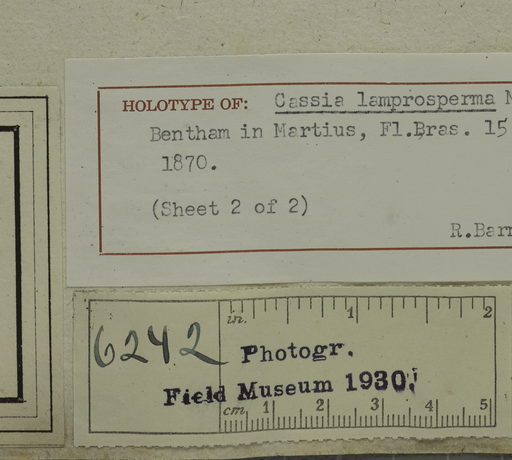 HOLOTYPE OF: Cassia lamprosperma
Bentham in Martius, Fl.Bras. 15
1870.
(Sheet 2 of 2)
in. 1 2
6242 Photogr.
Field Museum 1930.
cm. 1 2 3 4 5